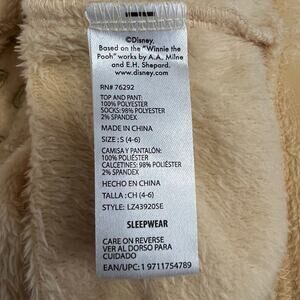 ©Disney.
Based on the "Winnie the
Pooh" works by A.A. Milne
and E.H. Shepard.
www.disney.com
RN# 76292
TOP AND PANT:
100% POLYESTER
SOCKS: 98% POLYESTER
2% SPANDEX
MADE IN CHINA
SIZE: S (4-6)
CAMISA Y PANTALÓN:
100% POLIÉSTER
CALCETINES: 98% POLIÉSTER
2% SPANDEX
HECHO EN CHINA
TALLA: CH (4-6)
STYLE: LZ43920SE
SLEEPWEAR
CARE ON REVERSE
VER AL DORSO PARA
CUIDADO
EAN/UPC: 1 9711754789